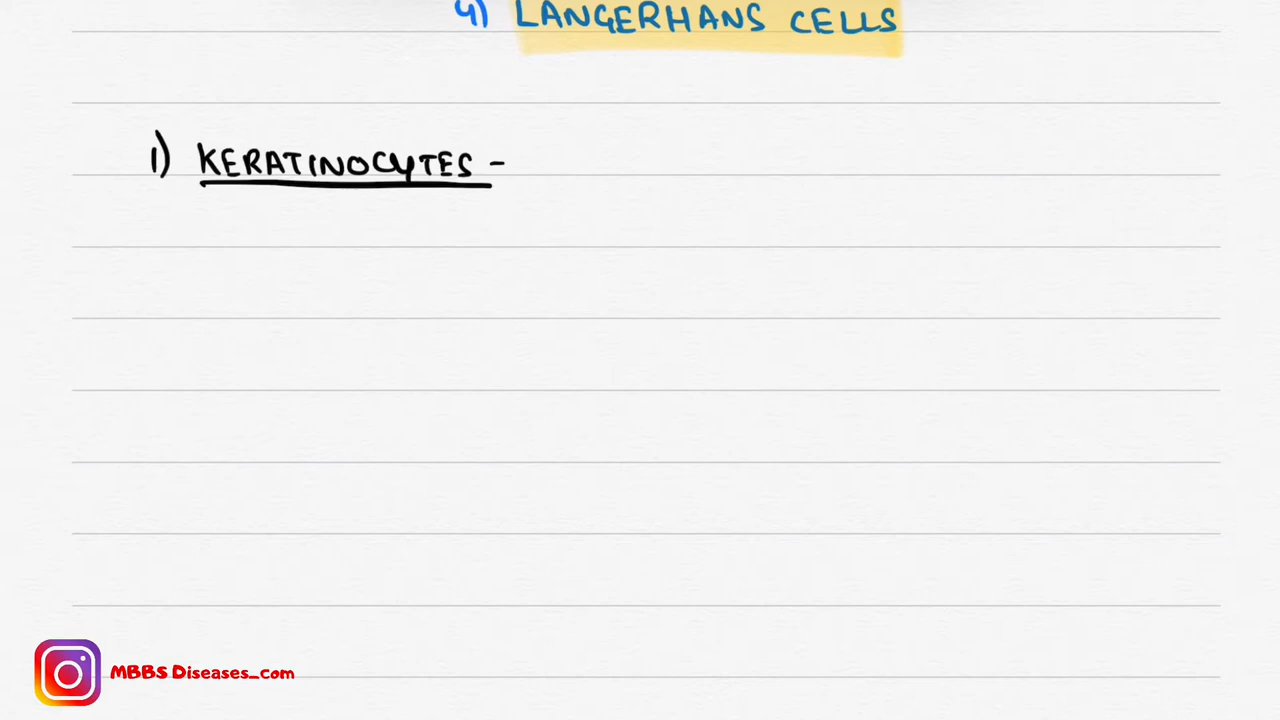 4) LANGERHANS CELLS
1) KERATINOCYTES -
MBBS Diseases_com